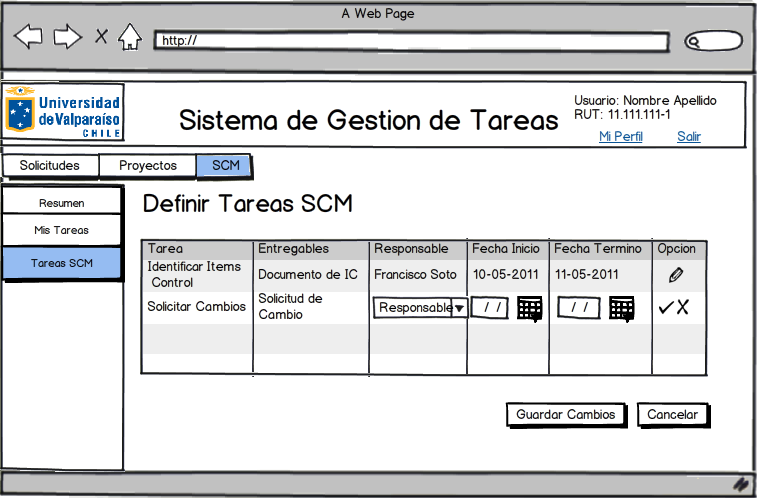 A Web Page
http://
Universidad
de Valparaíso
CHILE
Sistema de Gestion de Tareas
Usuario: Nombre Apellido
RUT: 11.111.111-1
Mi Perfil Salir
Solicitudes Proyectos SCM
Resumen
Mis Tareas
Tareas SCM
Definir Tareas SCM
Tarea Entregables Responsable Fecha Inicio Fecha Termino Opcion
Identificar Items
Control
Documento de IC Francisco Soto 10-05-2011 11-05-2011
Solicitar Cambios
Solicitud de
Cambio
Responsable / / / /
Guardar Cambios Cancelar